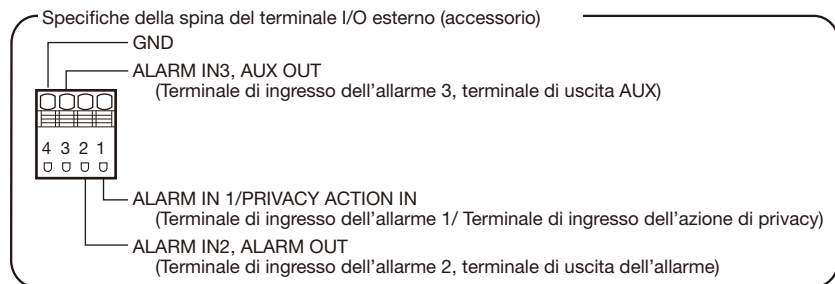 Specifiche della spina del terminale I/O esterno (accessorio)
GND
ALARM IN3, AUX OUT
(Terminale di ingresso dell'allarme 3, terminale di uscita AUX)
4 3 2 1
ALARM IN 1/PRIVACY ACTION IN
(Terminale di ingresso dell'allarme 1/ Terminale di ingresso dell'azione di privacy)
ALARM IN2, ALARM OUT
(Terminale di ingresso dell'allarme 2, terminale di uscita dell'allarme)